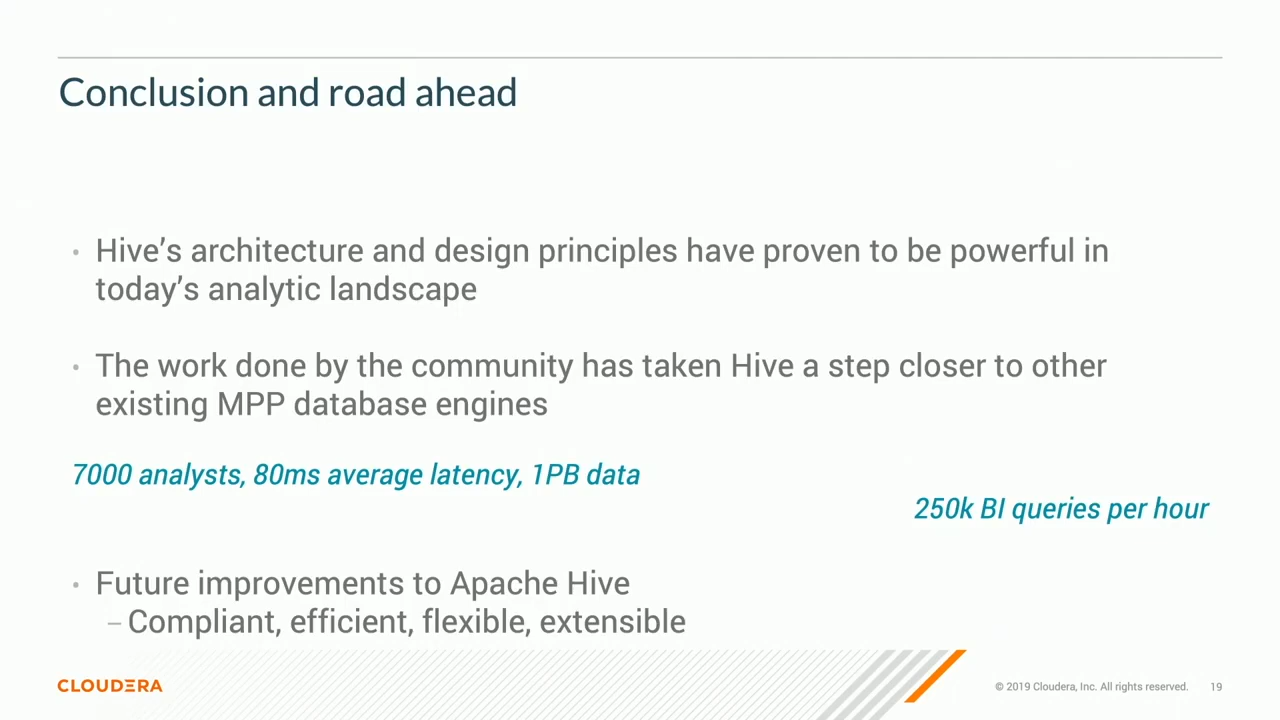 Conclusion and road ahead
• Hive’s architecture and design principles have proven to be powerful in
today’s analytic landscape
• The work done by the community has taken Hive a step closer to other
existing MPP database engines
7000 analysts, 80ms average latency, 1PB data
250k BI queries per hour
• Future improvements to Apache Hive
– Compliant, efficient, flexible, extensible
CLOUDERA
© 2019 Cloudera, Inc. All rights reserved. 19